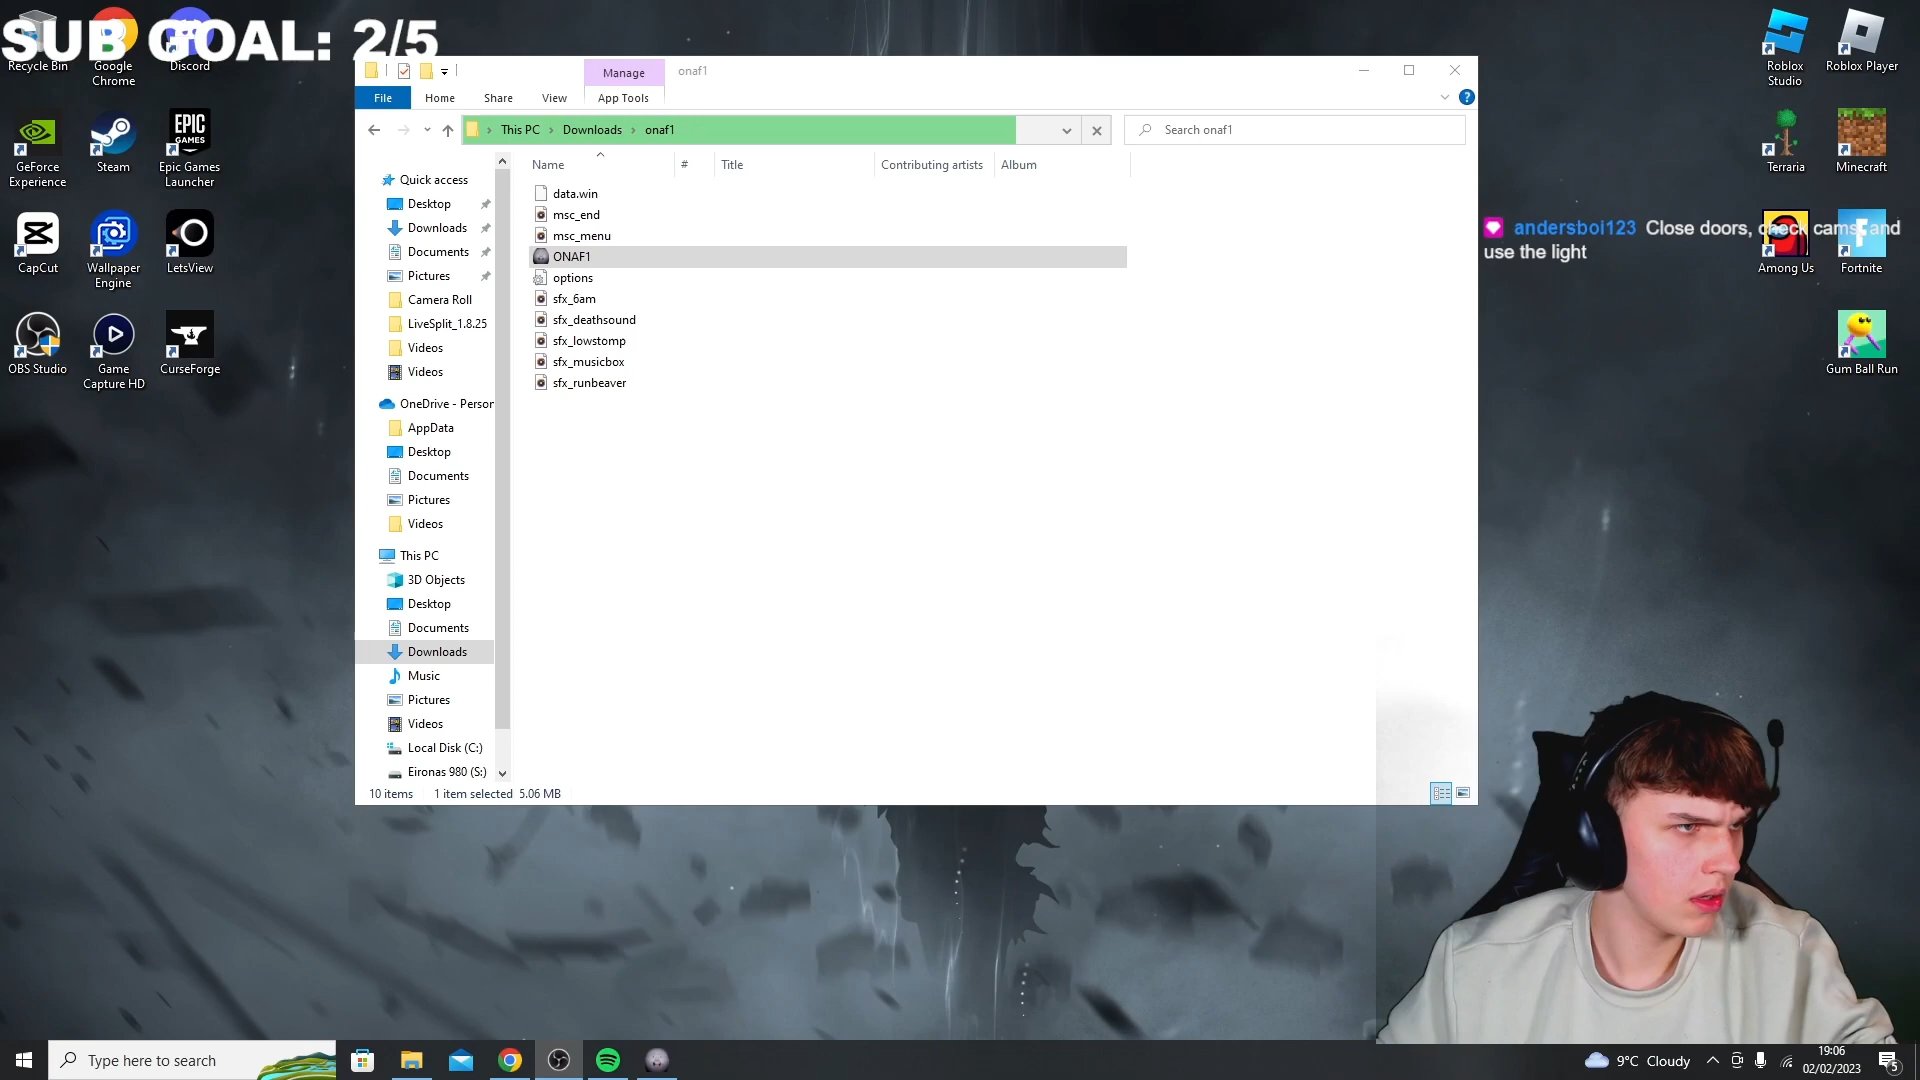 SUB GOAL: 2/5
Recycle Bin
Google Chrome
Discord
GeForce Experience
Steam
EPIC GAMES
Epic Games Launcher
CapCut
Wallpaper Engine
LetsView
OBS Studio
Game Capture HD
CurseForge
Manage
onaf1
File
Home
Share
View
App Tools
This PC > Downloads > onaf1
Search onaf1
Name
#
Title
Contributing artists
Album
data.win
msc_end
msc_menu
ONAF1
options
sfx_6am
sfx_deathsound
sfx_lowstomp
sfx_musicbox
sfx_runbeaver
Quick access
Desktop
Downloads
Documents
Pictures
Camera Roll
LiveSplit_1.8.25
Videos
Videos
OneDrive - Person
AppData
Desktop
Documents
Pictures
Videos
This PC
3D Objects
Desktop
Documents
Downloads
Music
Pictures
Videos
Local Disk (C:)
Eironas 980 (S:)
10 items
1 item selected 5.06 MB
Roblox Studio
Roblox Player
Terraria
Minecraft
andersboi123 Close doors, check cams and
use the light
Among Us
Fortnite
Gum Ball Run
Type here to search
9°C Cloudy
19:06
02/02/2023
5